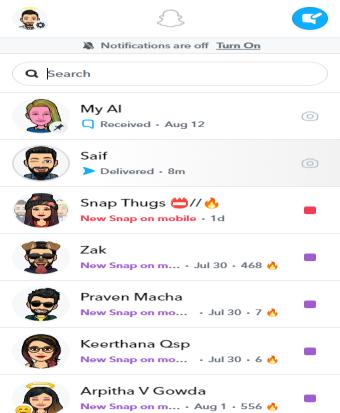 Notifications are off Turn On
Search
My AI
Received · Aug 12
Saif
Delivered · 8m
Snap Thugs 📛//🔥
New Snap on mobile · 1d
Zak
New Snap on m... · Jul 30 · 468 🔥
Praven Macha
New Snap on mo... · Jul 30 · 7 🔥
Keerthana Qsp
New Snap on mo... · Jul 30 · 6 🔥
Arpitha V Gowda
New Snap on m... · Aug 1 · 556 🔥